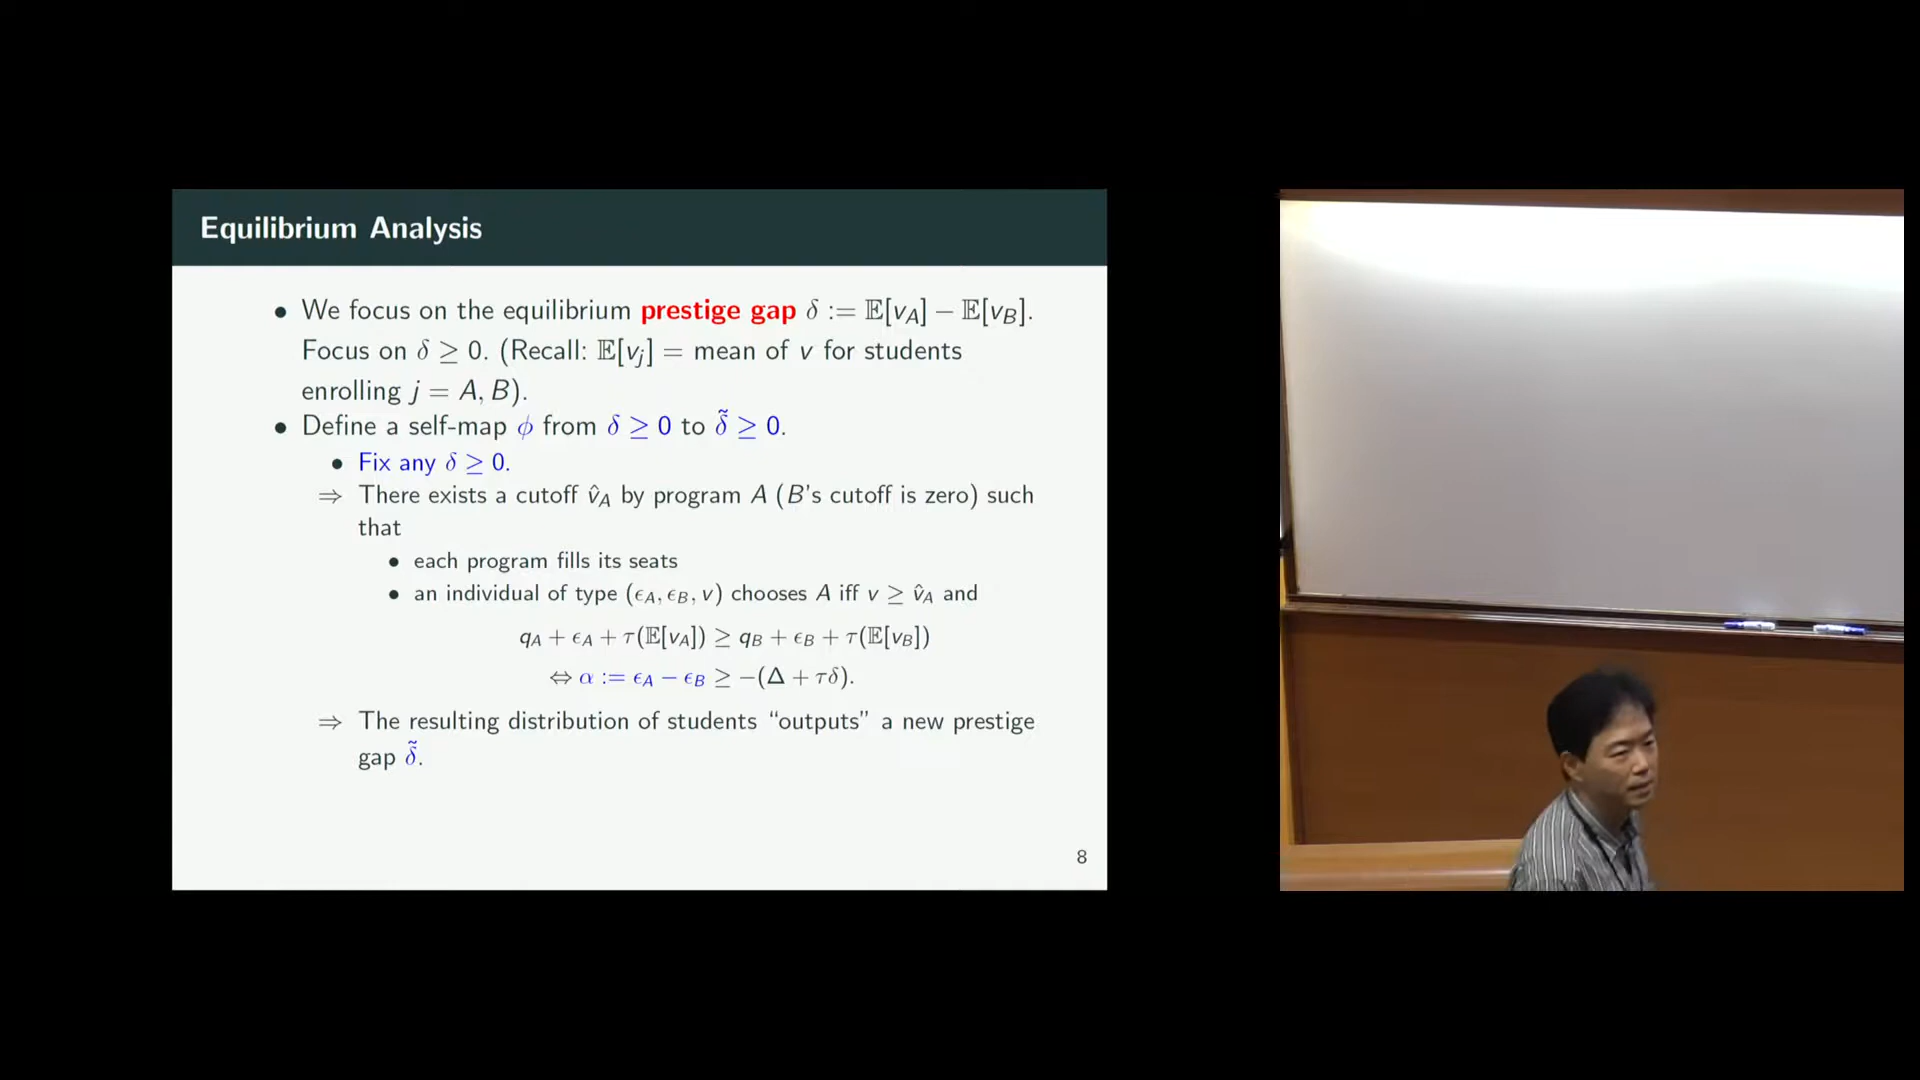 Equilibrium Analysis
• We focus on the equilibrium prestige gap δ := 𝔼[v_A] − 𝔼[v_B].
Focus on δ ≥ 0. (Recall: 𝔼[v_j] = mean of v for students
enrolling j = A, B).
• Define a self-map ϕ from δ ≥ 0 to δ̃ ≥ 0.
• Fix any δ ≥ 0.
⇒ There exists a cutoff v̂_A by program A (B's cutoff is zero) such
that
• each program fills its seats
• an individual of type (ϵ_A, ϵ_B, v) chooses A iff v ≥ v̂_A and
q_A + ϵ_A + τ(𝔼[v_A]) ≥ q_B + ϵ_B + τ(𝔼[v_B])
⇔ α := ϵ_A − ϵ_B ≥ −(Δ + τδ).
⇒ The resulting distribution of students “outputs” a new prestige
gap δ̃.
8